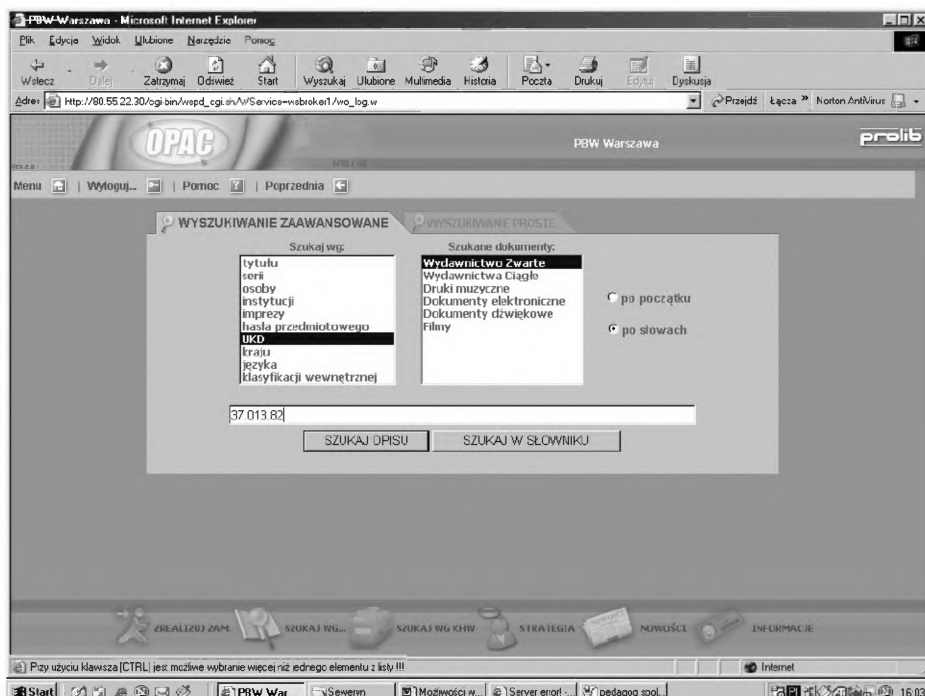 PBW-Warszawa - Microsoft Internet Explorer
Plik Edycja Widok Ulubione Narzędzie Pomoc
Wstecz Dalej Zatrzymaj Odśwież Start Wyszukaj Ulubione Multimedia Historia Poczta Drukuj Edytuj Dyskusja
Adres http://80.55.22.30/cgi-bin/wspd_cgi.sh/WService=wsbroker1/wo_log.w Przejdź Łącza » Norton AntiVirus
OPAC PBW Warszawa prolib
Menu | Wyloguj... | Pomoc | Poprzednia
WYSZUKIWANIE ZAAWANSOWANE WYSZUKIWANIE PROSTE
Szukaj wg: Szukane dokumenty:
tytułu Wydawnictwo Zwarte
serii Wydawnictwa Ciągłe
osoby Druki muzyczne
instytucji Dokumenty elektroniczne po początku
imprezy Dokumenty dźwiękowe
hasła przedmiotowego Filmy po słowach
UKD
kraju
języka
klasyfikacji wewnętrznej
37.013.82
SZUKAJ OPISU SZUKAJ W SŁOWNIKU
ZREALIZUJ ZAM. SZUKAJ WG... SZUKAJ WG KHW STRATEGIA NOWOŚCI INFORMACJE
Przy użyciu klawisza [CTRL] jest możliwe wybranie więcej niż jednego elementu z listy !!! Internet
Start PBW War... Seweryn Możliwości w... Server error! -... pedagog spol... 16:03